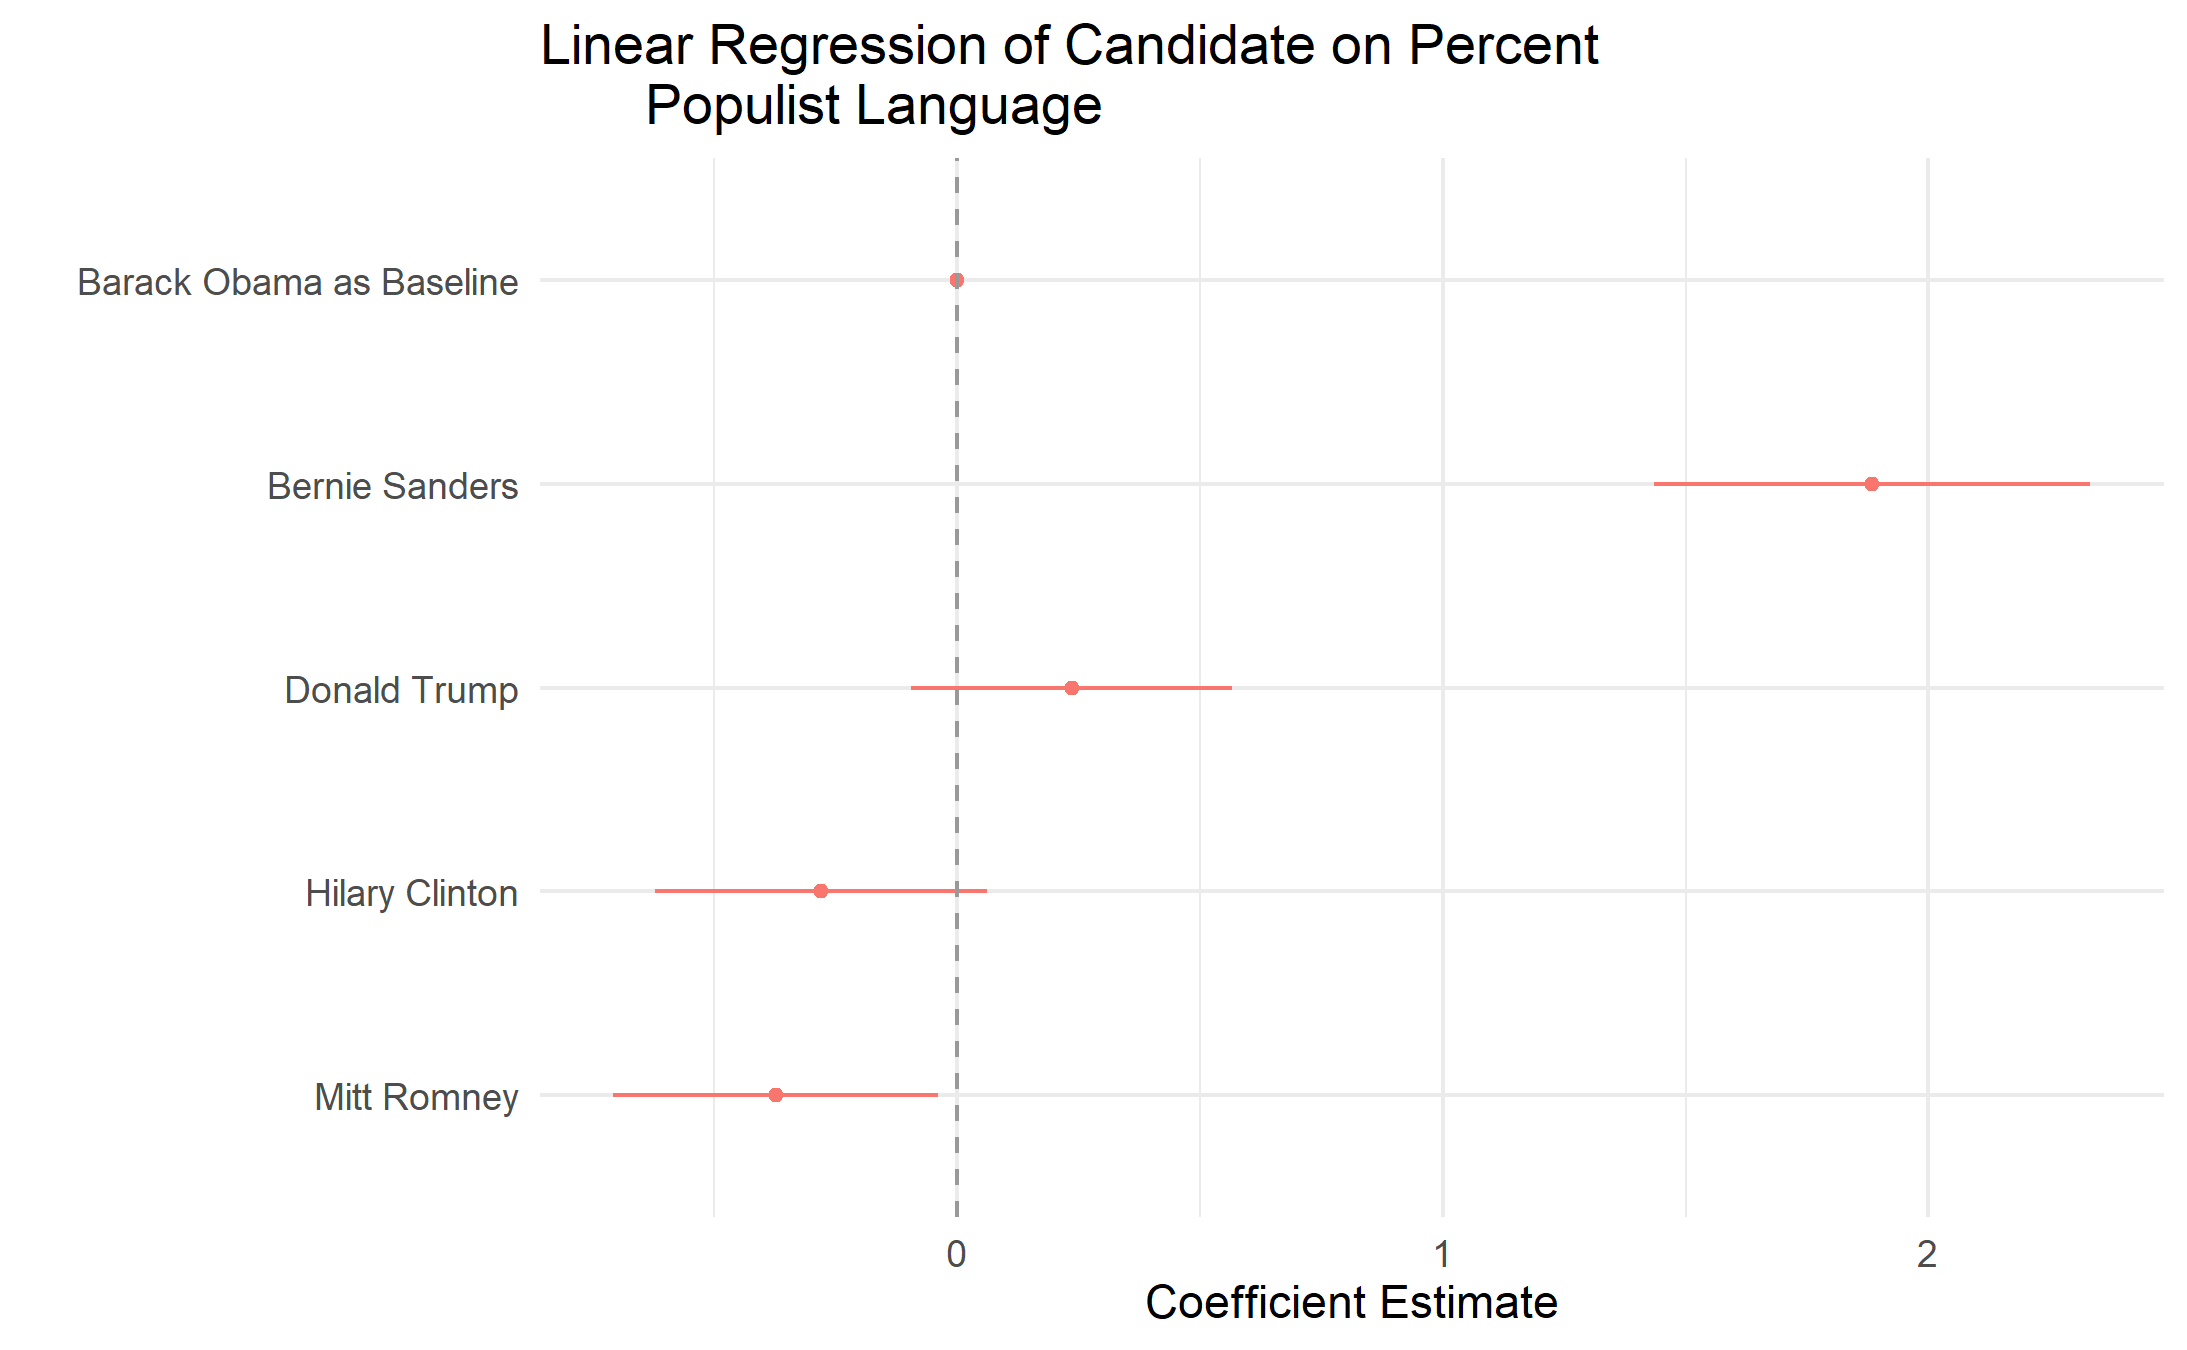 Linear Regression of Candidate on Percent
Populist Language
Barack Obama as Baseline
Bernie Sanders
Donald Trump
Hilary Clinton
Mitt Romney
0 1 2
Coefficient Estimate